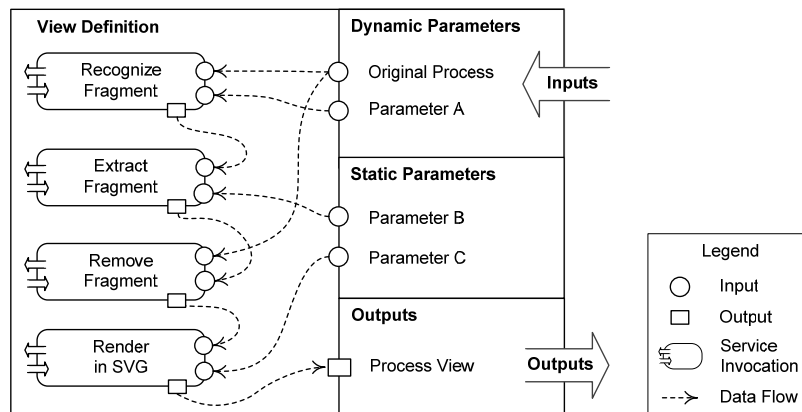 View Definition
Recognize
Fragment
Extract
Fragment
Remove
Fragment
Render
in SVG
Dynamic Parameters
Original Process
Parameter A
Inputs
Static Parameters
Parameter B
Parameter C
Outputs
Process View
Outputs
Legend
Input
Output
Service
Invocation
Data Flow